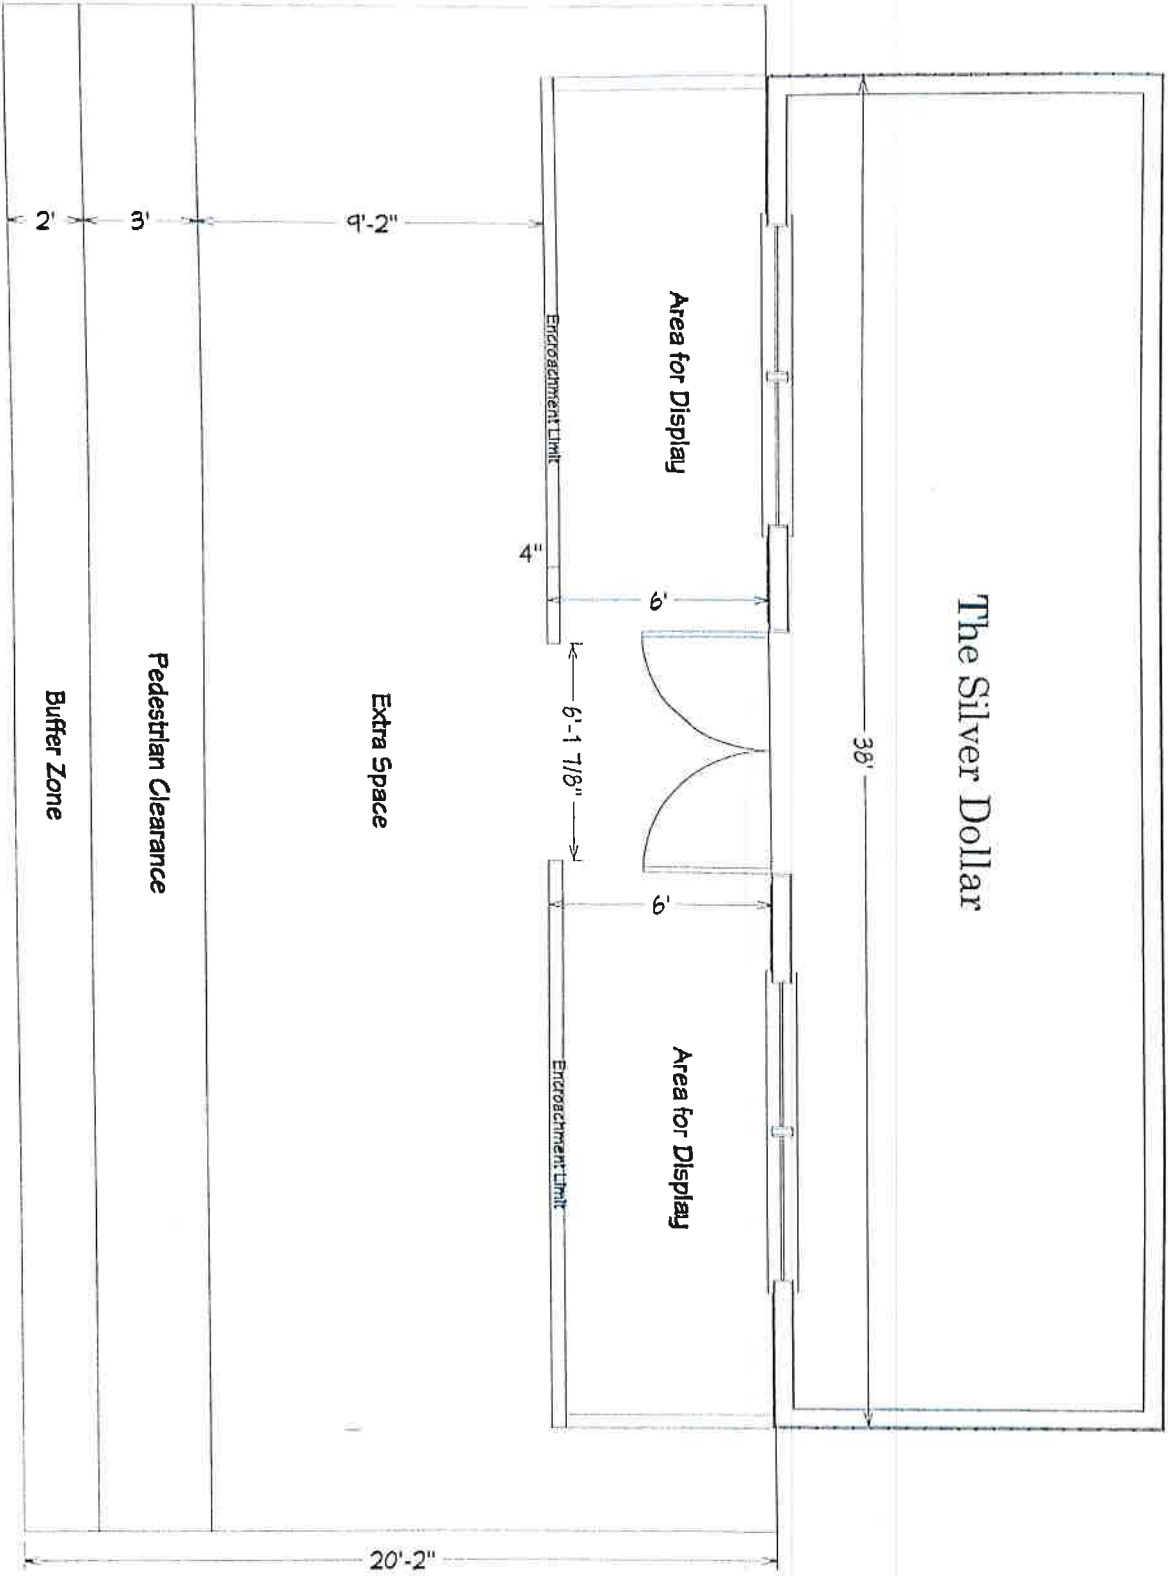 The Silver Dollar
38'
Area for Display
Area for Display
6'
6'
6'-1 7/8"
4"
Encroachment Limit
Encroachment Limit
9'-2"
Extra Space
3'
Pedestrian Clearance
2'
Buffer Zone
20'-2"